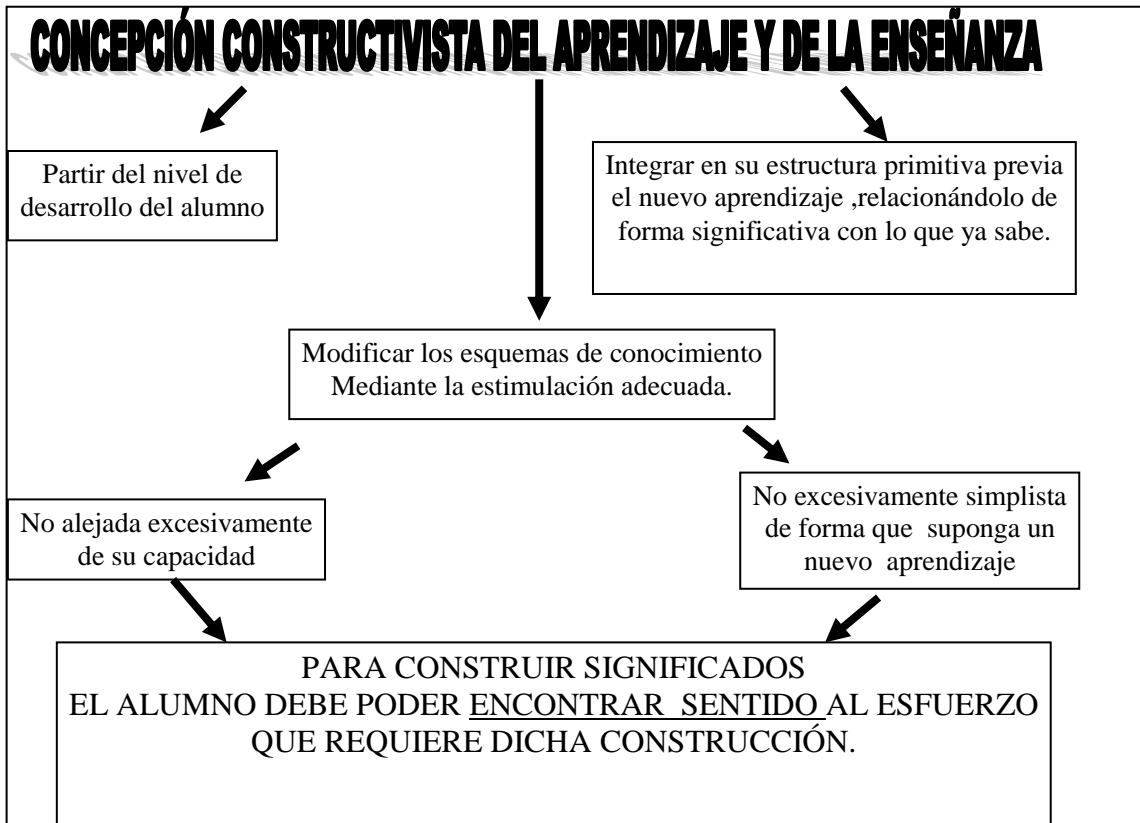 CONCEPCIÓN CONSTRUCTIVISTA DEL APRENDIZAJE Y DE LA ENSEÑANZA
Partir del nivel de
desarrollo del alumno
Integrar en su estructura primitiva previa
el nuevo aprendizaje ,relacionándolo de
forma significativa con lo que ya sabe.
Modificar los esquemas de conocimiento
Mediante la estimulación adecuada.
No alejada excesivamente
de su capacidad
No excesivamente simplista
de forma que suponga un
nuevo aprendizaje
PARA CONSTRUIR SIGNIFICADOS
EL ALUMNO DEBE PODER ENCONTRAR SENTIDO AL ESFUERZO
QUE REQUIERE DICHA CONSTRUCCIÓN.